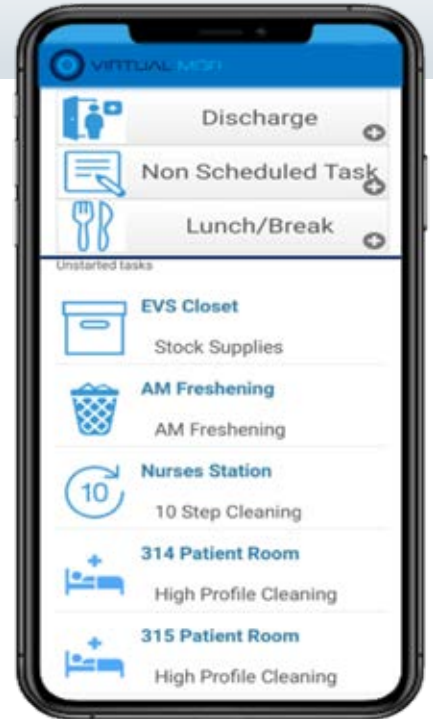 VIRTUAL MGR
Discharge
Non Scheduled Task
Lunch/Break
Unstarted tasks
EVS Closet
Stock Supplies
AM Freshening
AM Freshening
Nurses Station
10
10 Step Cleaning
314 Patient Room
High Profile Cleaning
315 Patient Room
High Profile Cleaning